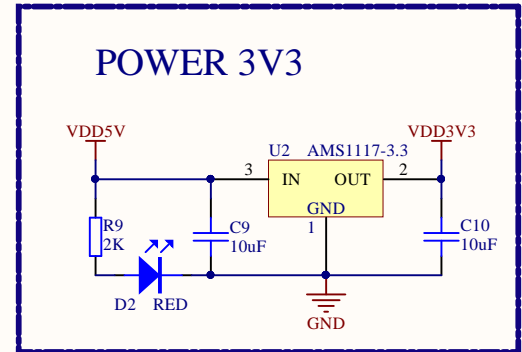 POWER 3V3
VDD5V
VDD3V3
U2 AMS1117-3.3
3 IN OUT 2
GND
1
R9
2K
C9
10uF
C10
10uF
D2 RED
GND